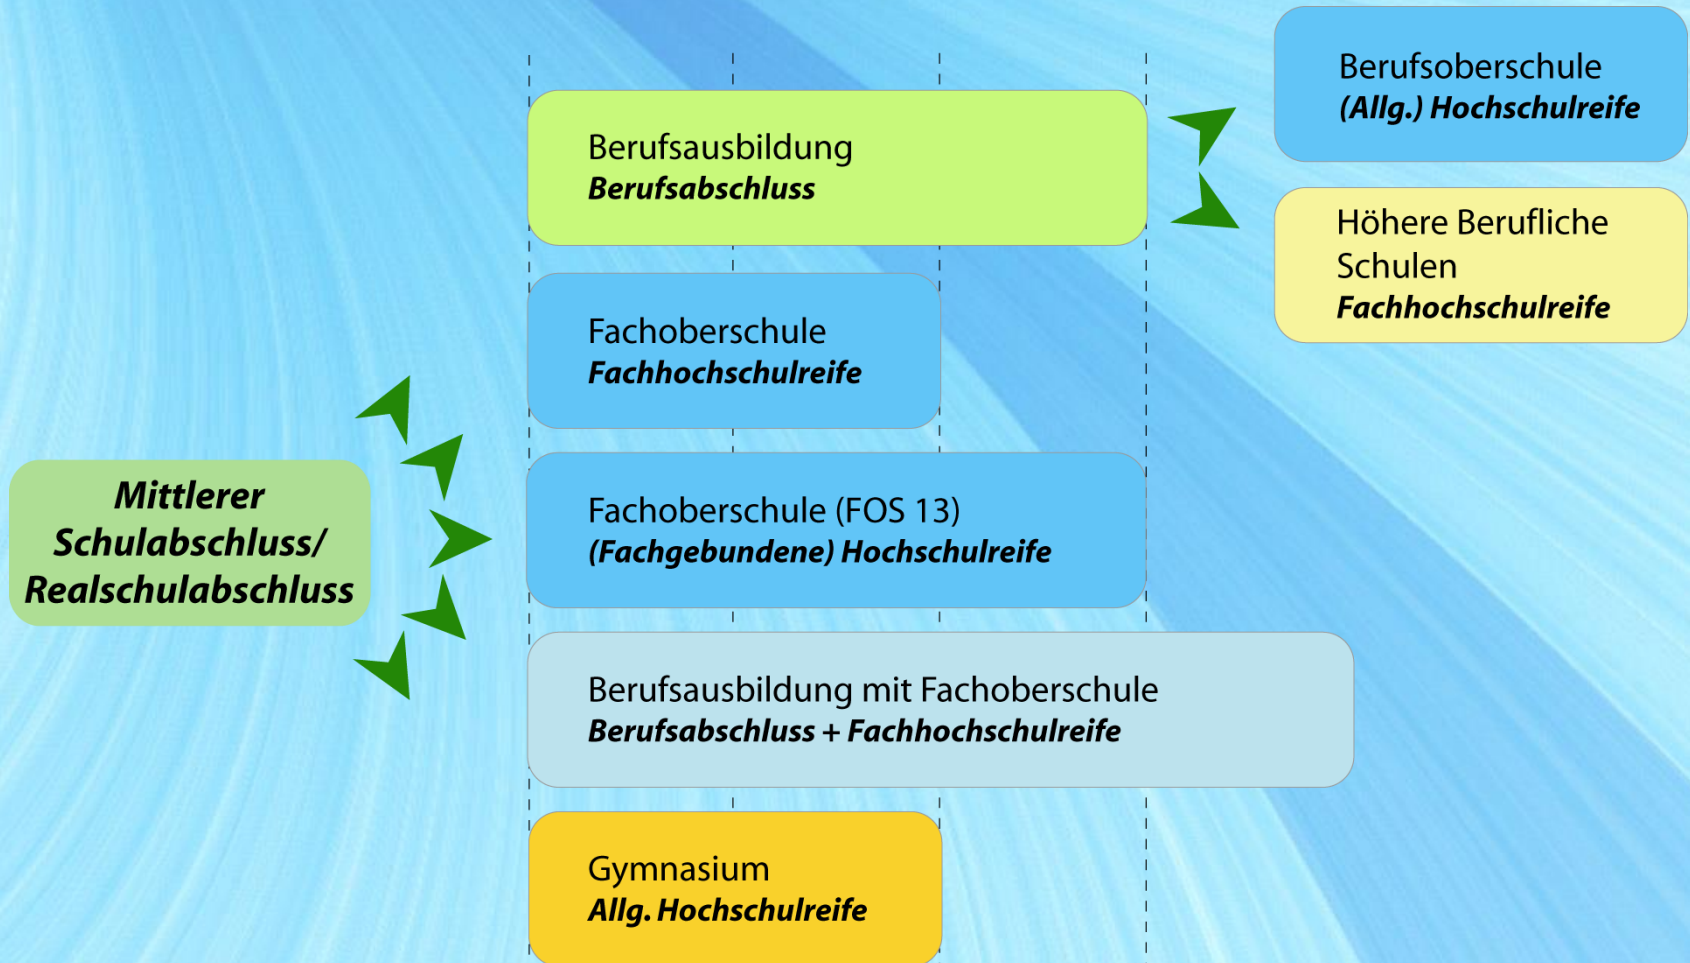 Berufsoberschule
(Allg.) Hochschulreife
Berufsausbildung
Berufsabschluss
Höhere Berufliche
Schulen
Fachhochschulreife
Fachoberschule
Fachhochschulreife
Mittlerer
Schulabschluss/
Realschulabschluss
Fachoberschule (FOS 13)
(Fachgebundene) Hochschulreife
Berufsausbildung mit Fachoberschule
Berufsabschluss + Fachhochschulreife
Gymnasium
Allg. Hochschulreife